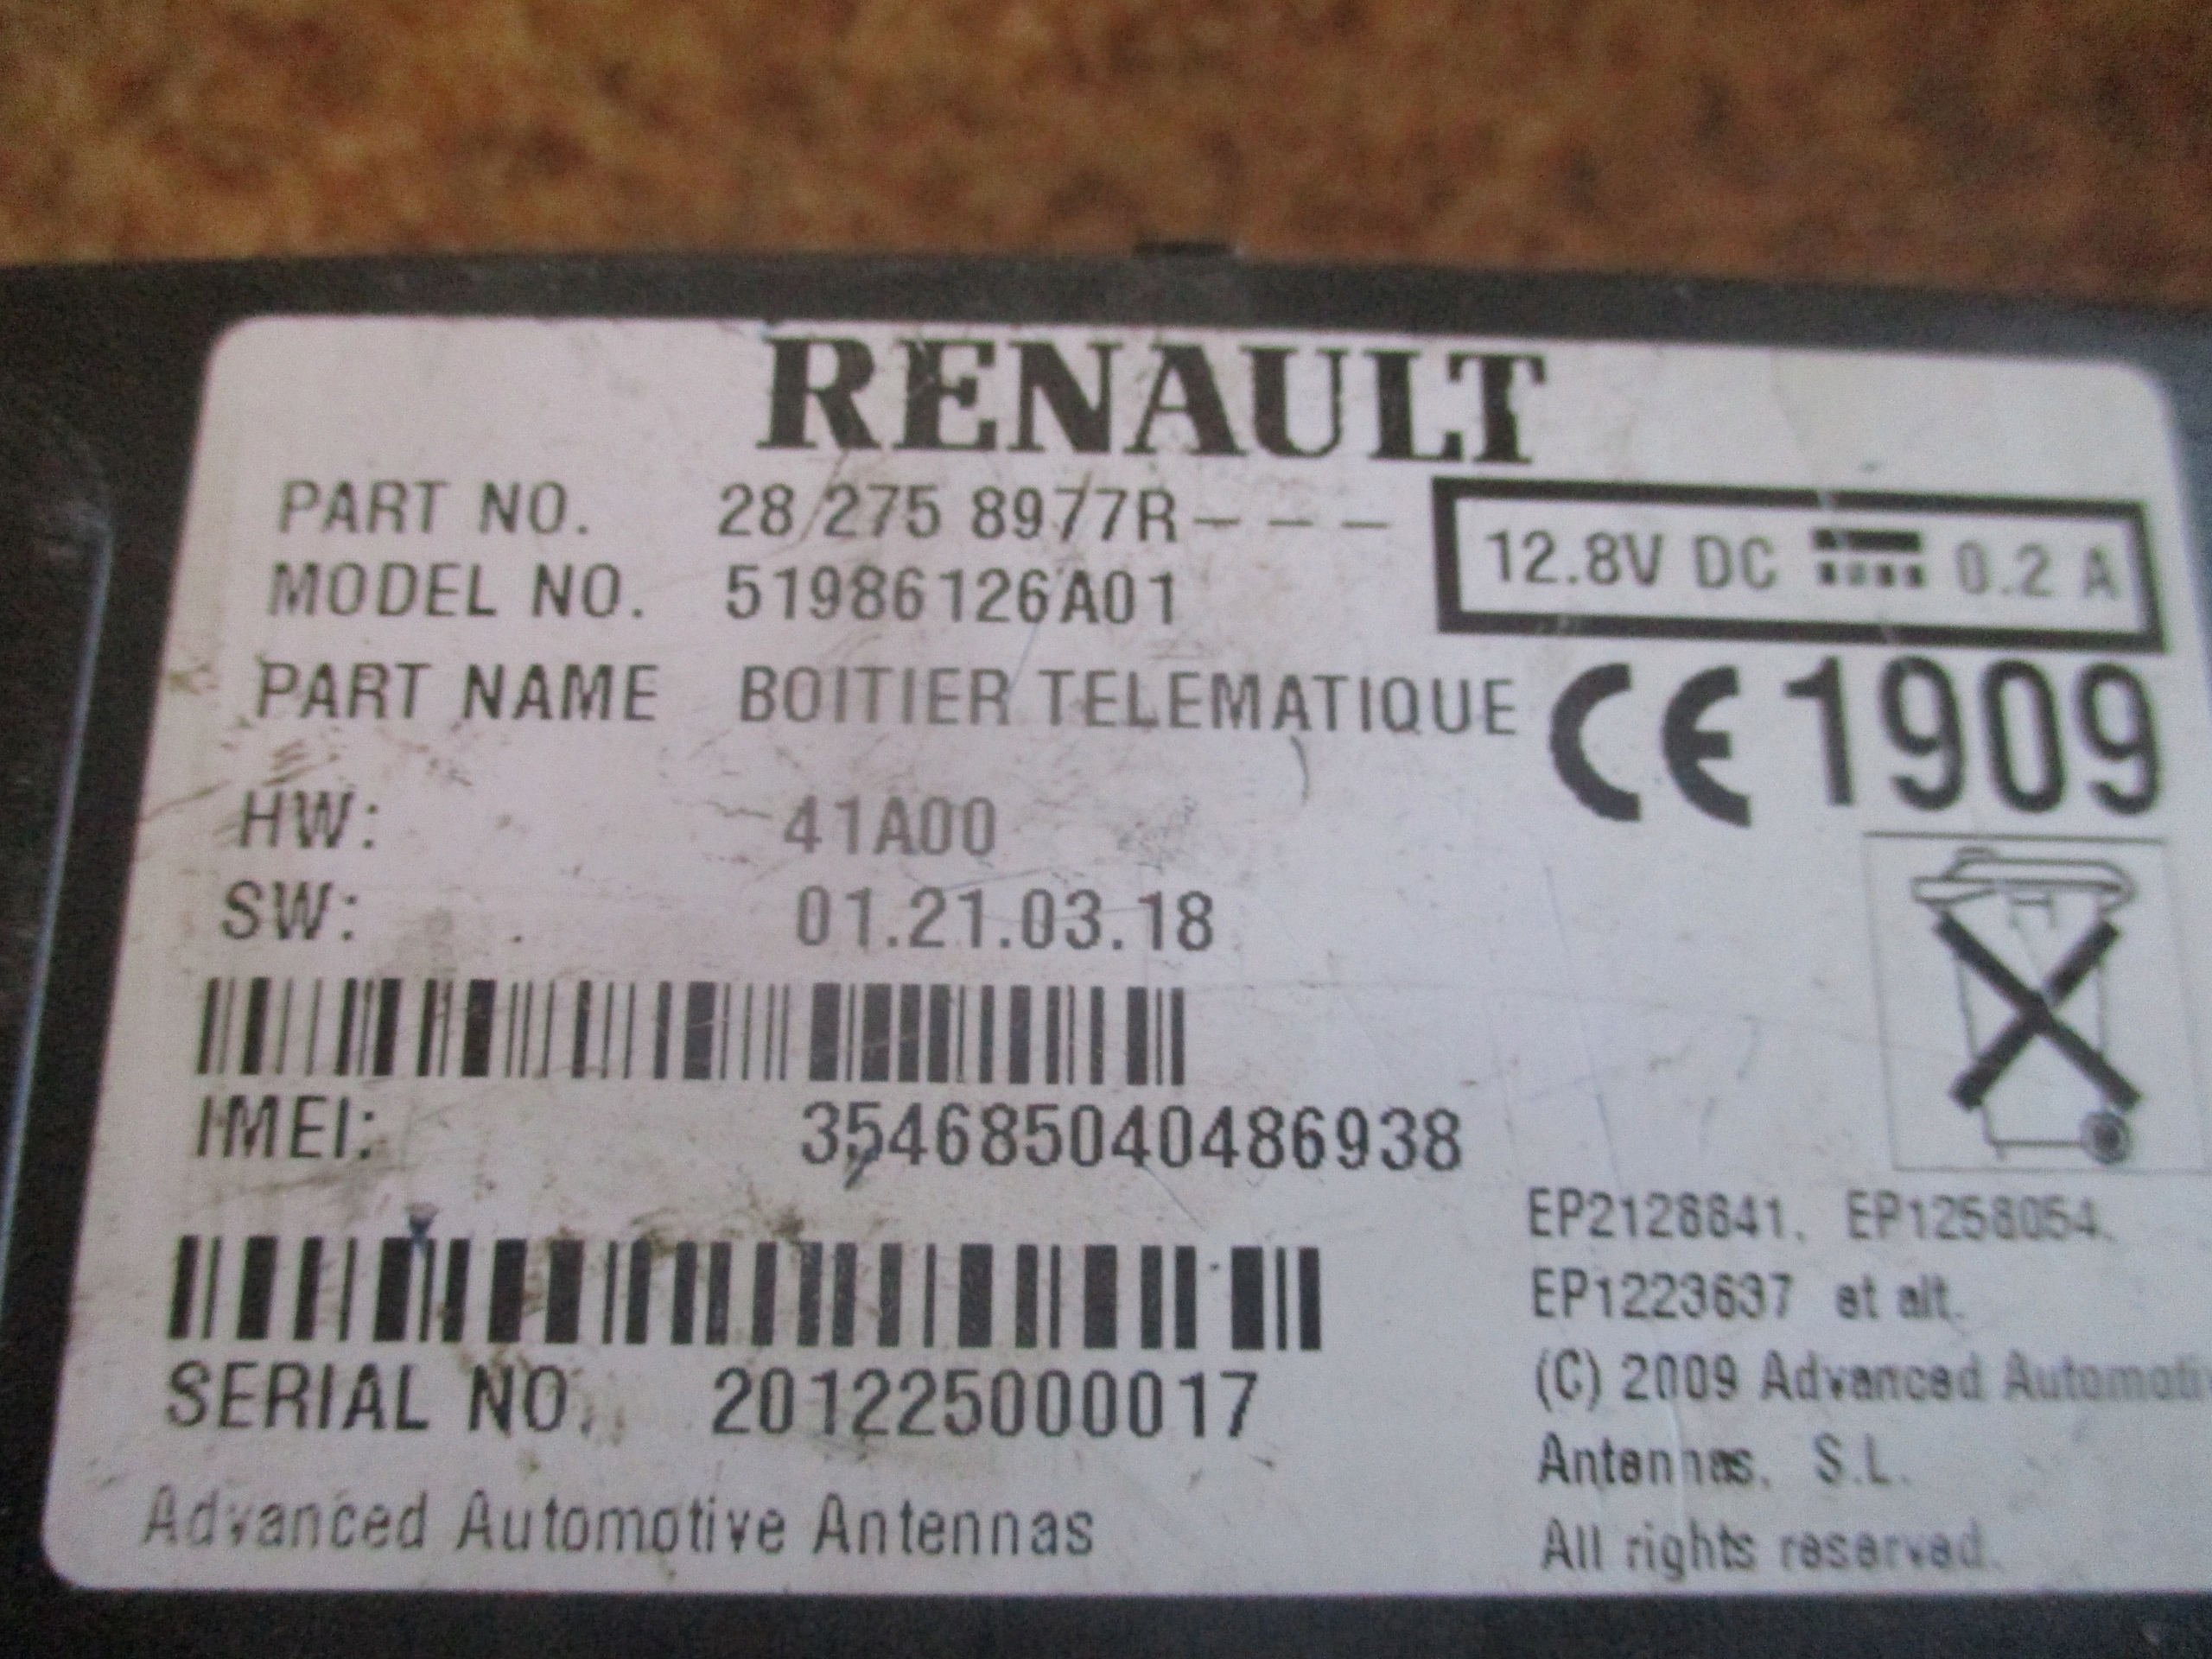 RENAULT
PART NO. 28 275 8977R - - -
12.8V DC 0.2 A
MODEL NO. 51986126A01
PART NAME BOITIER TELEMATIQUE
CE 1909
HW: 41A00
SW: 01.21.03.18
IMEI: 354685040486938
EP2128841, EP1258054,
EP1223637 et alt.
SERIAL NO. 201225000017
(C) 2009 Advanced Automoti
Antennas, S.L.
Advanced Automotive Antennas
All rights reserved.